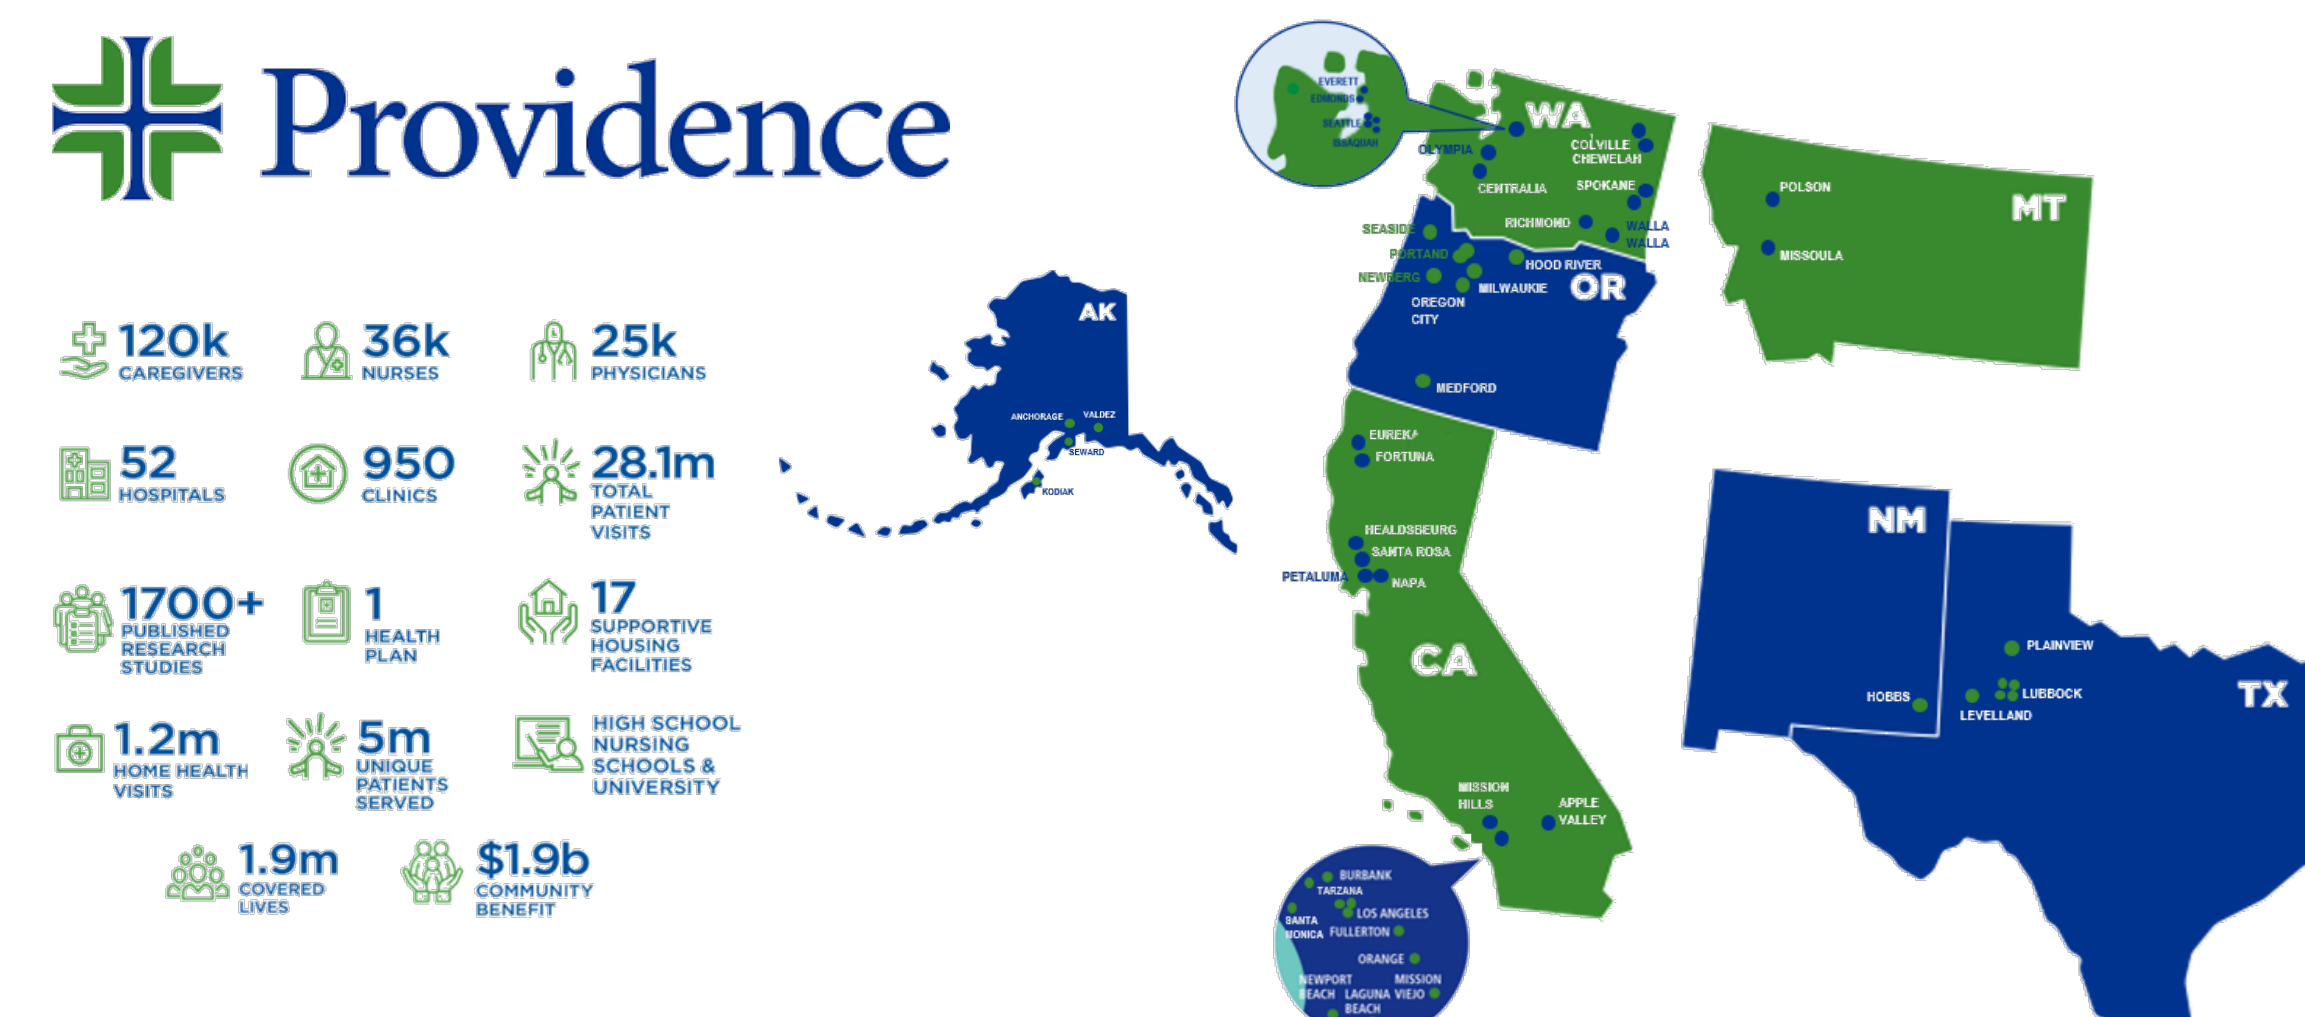 Providence
120k
CAREGIVERS
36k
NURSES
25k
PHYSICIANS
52
HOSPITALS
950
CLINICS
28.1m
TOTAL
PATIENT
VISITS
1700+
PUBLISHED
RESEARCH
STUDIES
1
HEALTH
PLAN
17
SUPPORTIVE
HOUSING
FACILITIES
1.2m
HOME HEALTH
VISITS
5m
UNIQUE
PATIENTS
SERVED
HIGH SCHOOL
NURSING
SCHOOLS &
UNIVERSITY
1.9m
COVERED
LIVES
$1.9b
COMMUNITY
BENEFIT
AK
ANCHORAGE
VALDEZ
SEWARD
KODIAK
EVERETT
EDMONDS
SEATTLE
ISSAQUAH
WA
OLYMPIA
COLVILLE
CHEWELAH
CENTRALIA
SPOKANE
RICHMOND
WALLA
WALLA
SEASIDE
PORTAND
NEWBERG
HOOD RIVER
OR
MILWAUKIE
OREGON
CITY
MEDFORD
MT
POLSON
MISSOULA
EUREKA
FORTUNA
HEALDSBEURG
SANTA ROSA
PETALUMA
NAPA
CA
MISSION
HILLS
APPLE
VALLEY
BURBANK
TARZANA
LOS ANGELES
SANTA
MONICA
FULLERTON
ORANGE
NEWPORT
BEACH
MISSION
VIEJO
LAGUNA
BEACH
NM
HOBBS
PLAINVIEW
LUBBOCK
LEVELLAND
TX